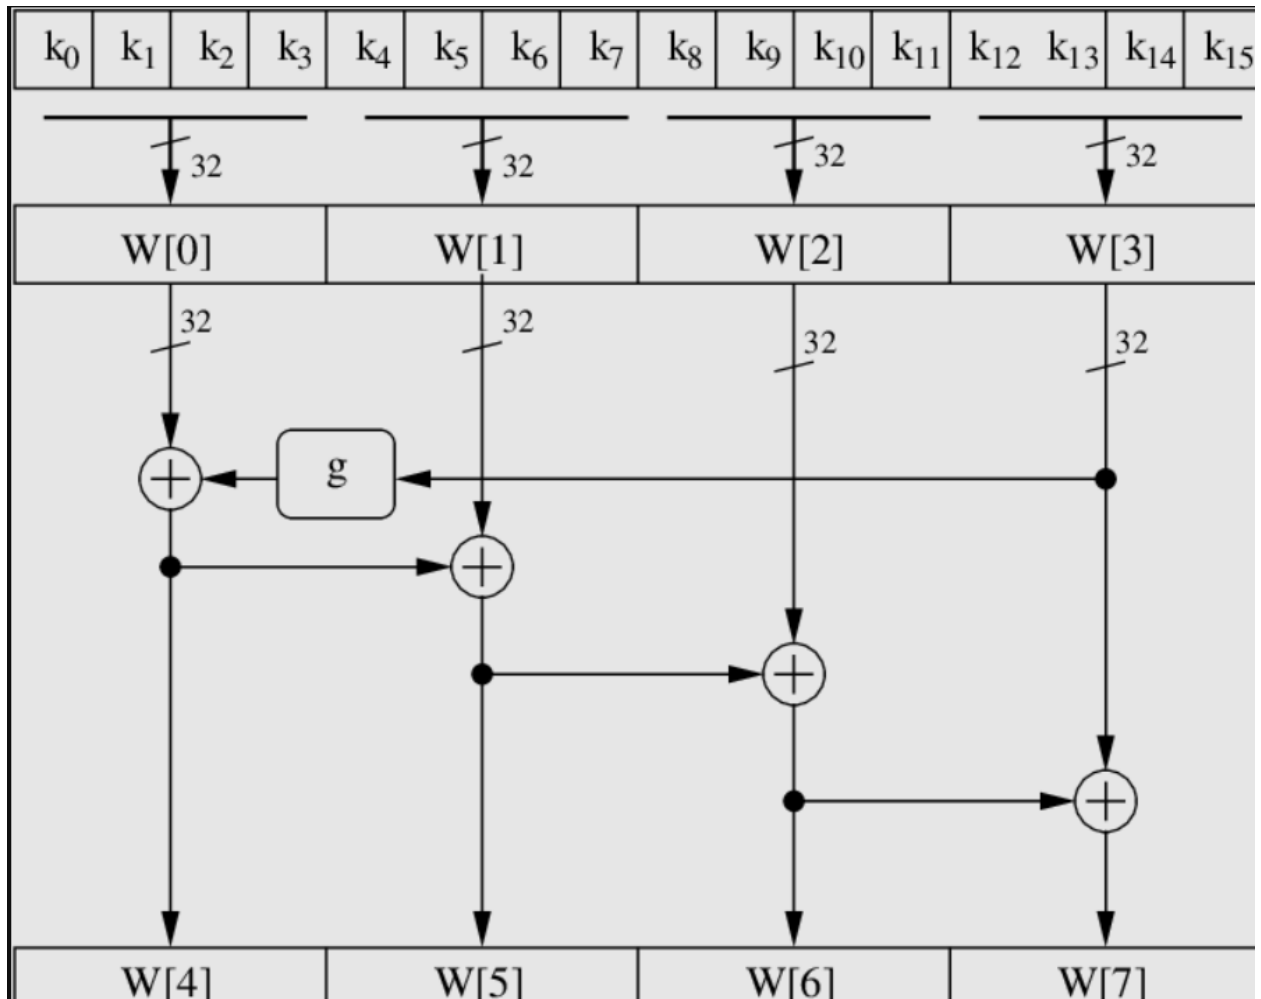 k₀ k₁ k₂ k₃ k₄ k₅ k₆ k₇ k₈ k₉ k₁₀ k₁₁ k₁₂ k₁₃ k₁₄ k₁₅
32 32 32 32
W[0] W[1] W[2] W[3]
32 32 32 32
g
W[4] W[5] W[6] W[7]